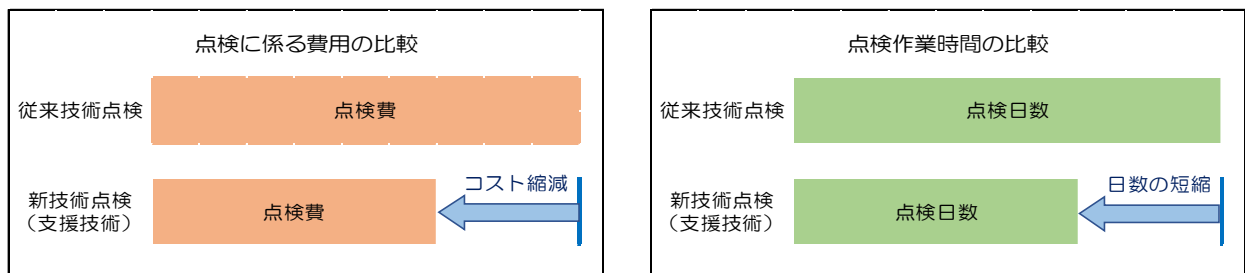 点検に係る費用の比較
従来技術点検
点検費
新技術点検
（支援技術）
点検費
コスト縮減
点検作業時間の比較
従来技術点検
点検日数
新技術点検
（支援技術）
点検日数
日数の短縮